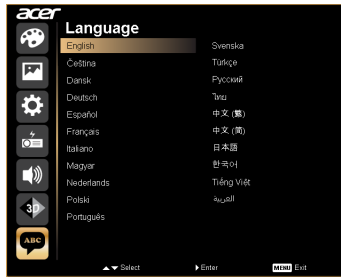 acer
Language
English
Čeština
Dansk
Deutsch
Español
Français
Italiano
Magyar
Nederlands
Polski
Português
Svenska
Türkçe
Русский
ไทย
中文 (繁)
中文 (简)
日本語
한국어
Tiếng Việt
العربية
3D
ABC
Select Enter MENU Exit